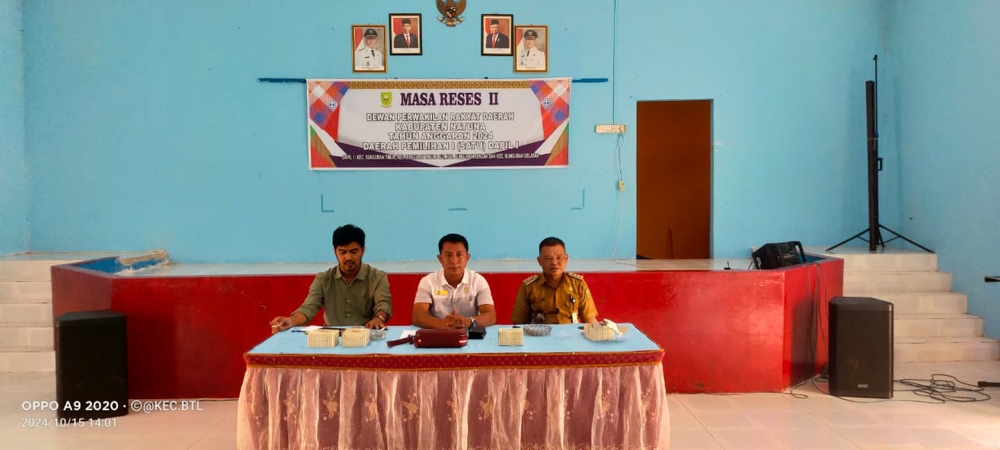 MASA RESES II
DEWAN PERWAKILAN RAKYAT DAERAH
KABUPATEN NATUNA
TAHUN ANGGARAN 2024
DAERAH PEMILIHAN I (SATU) DAPIL I
DAPIL I : KEC. BUNGURAN TIMUR, KEC. BUNGURAN TIMUR LAUT, KEC. BUNGURAN TENGAH DAN KEC. BUNGURAN SELATAN
OPPO A9 2020 · ©@KEC.BTL
2024/10/15 14:01